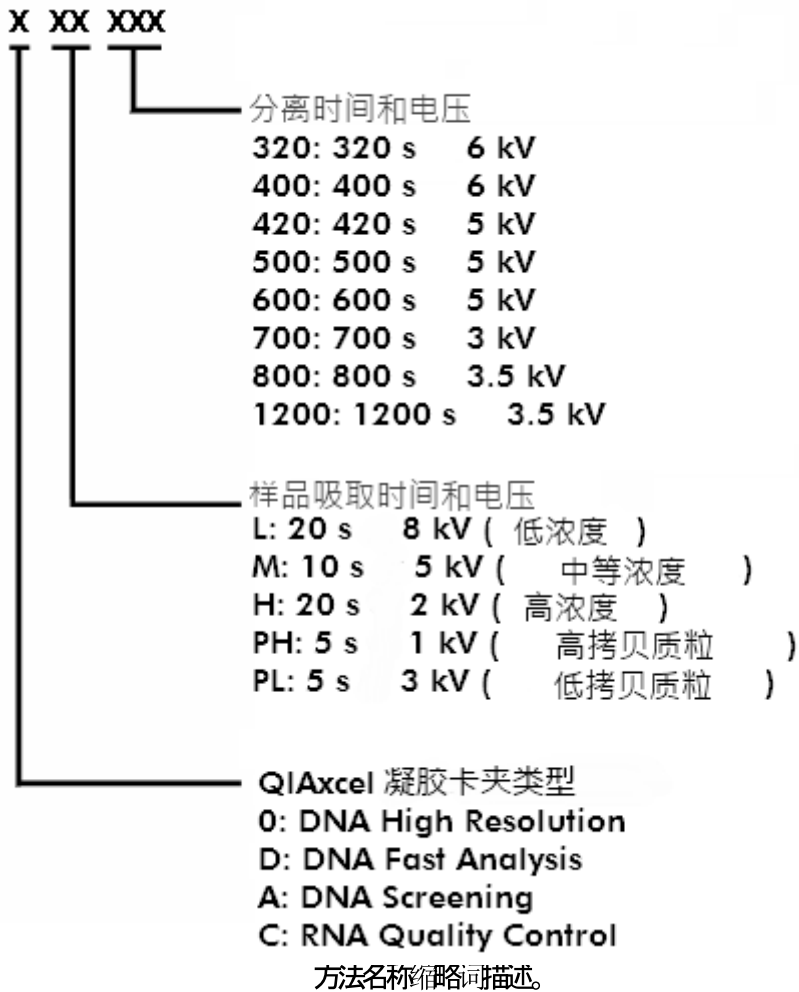 X XX XXX
分离时间和电压
320: 320 s 6 kV
400: 400 s 6 kV
420: 420 s 5 kV
500: 500 s 5 kV
600: 600 s 5 kV
700: 700 s 3 kV
800: 800 s 3.5 kV
1200: 1200 s 3.5 kV
样品吸取时间和电压
L: 20 s 8 kV ( 低浓度 )
M: 10 s 5 kV ( 中等浓度 )
H: 20 s 2 kV ( 高浓度 )
PH: 5 s 1 kV ( 高拷贝质粒 )
PL: 5 s 3 kV ( 低拷贝质粒 )
QIAxcel 凝胶卡夹类型
0: DNA High Resolution
D: DNA Fast Analysis
A: DNA Screening
C: RNA Quality Control
方法名称缩略词描述。